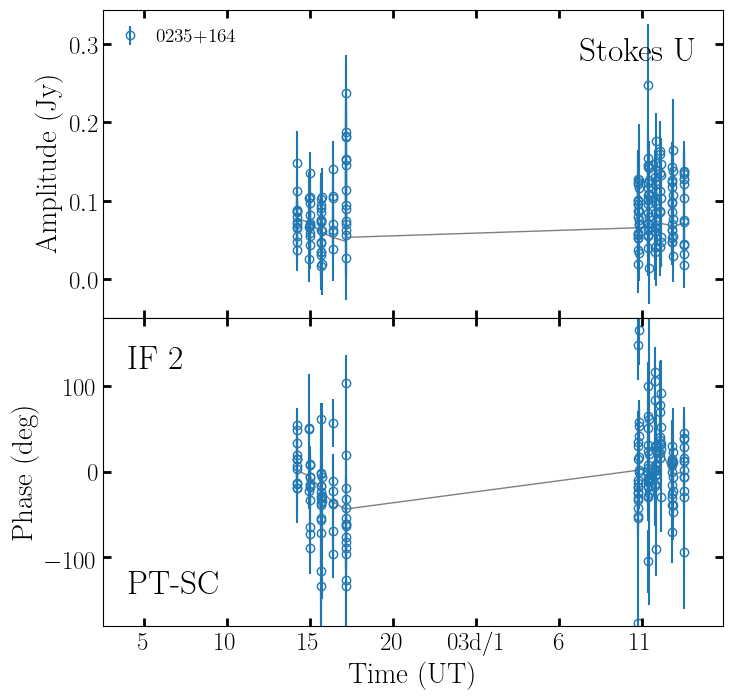 0235+164
Stokes U
0.3
0.2
0.1
0.0
Amplitude (Jy)
IF 2
100
0
−100
Phase (deg)
PT-SC
5 10 15 20 03d/1 6 11
Time (UT)